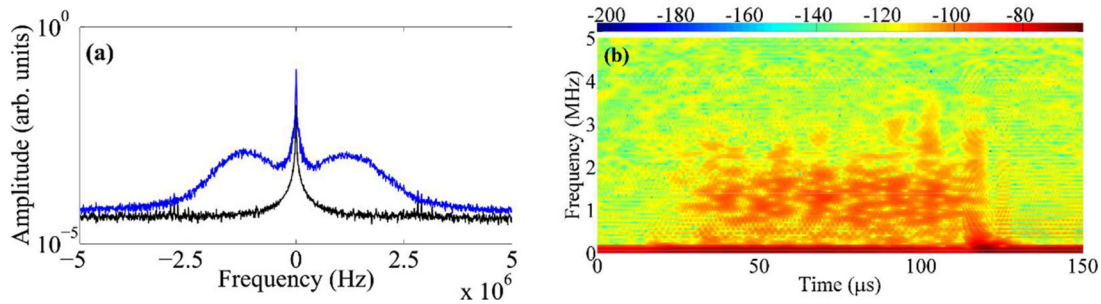 (a)
10^0
Amplitude (arb. units)
10^-5
−5 −2.5 0 2.5 5
Frequency (Hz)
x 10^6
-200 -180 -160 -140 -120 -100 -80
(b)
5
4
3
2
1
0
Frequency (MHz)
0 50 100 150
Time (μs)